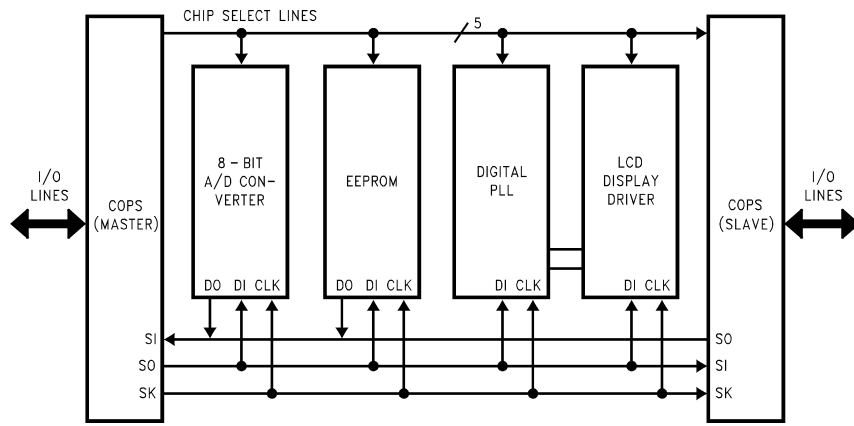 CHIP SELECT LINES
5
8 - BIT
A/D CON-
VERTER
EEPROM
DIGITAL
PLL
LCD
DISPLAY
DRIVER
I/O
LINES
COPS
(MASTER)
COPS
(SLAVE)
I/O
LINES
DO DI CLK
DO DI CLK
DI CLK
DI CLK
SI
SO
SO
SI
SK
SK